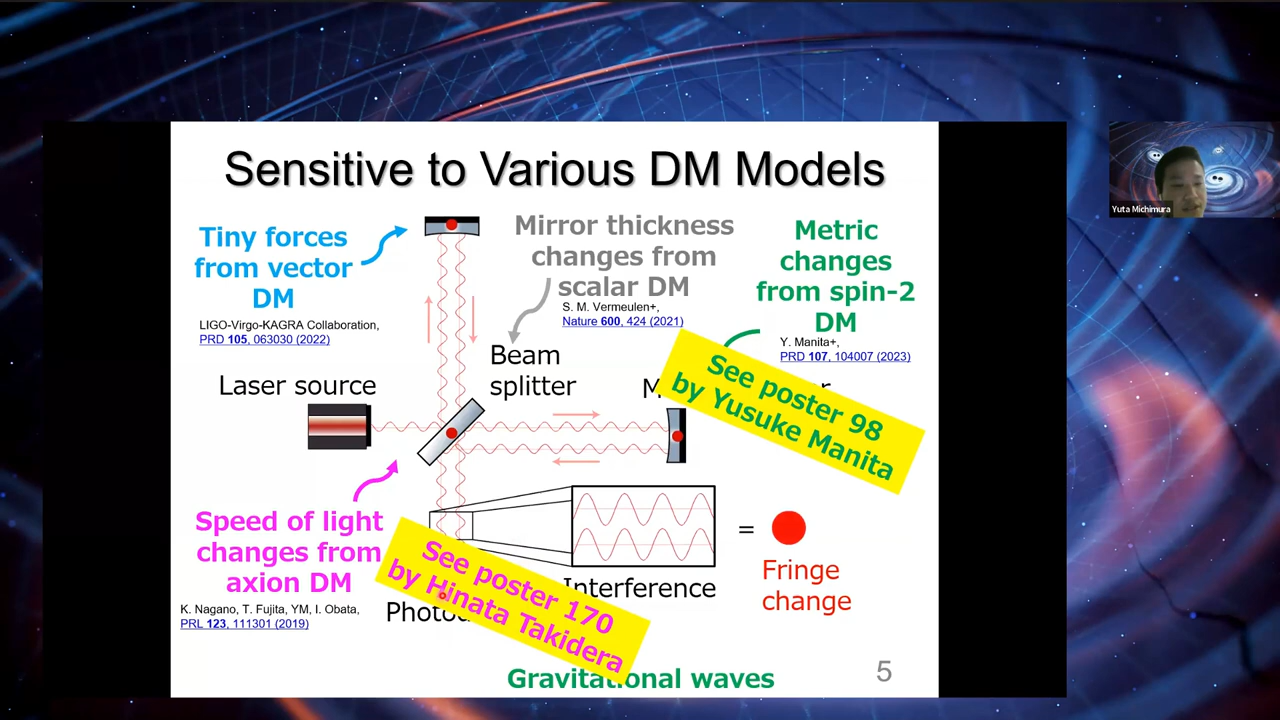 Sensitive to Various DM Models
Tiny forces
from vector
DM
LIGO-Virgo-KAGRA Collaboration,
PRD 105, 063030 (2022)
Mirror thickness
changes from
scalar DM
S. M. Vermeulen+,
Nature 600, 424 (2021)
Metric
changes
from spin-2
DM
Y. Manita+,
PRD 107, 104007 (2023)
Yuta Michimura
Laser source
Beam
splitter
See poster 98
by Yusuke Manita
Speed of light
changes from
axion DM
K. Nagano, T. Fujita, YM, I. Obata,
PRL 123, 111301 (2019)
See poster 170
by Hinata Takidera
Interference
=
Fringe
change
Gravitational waves
5